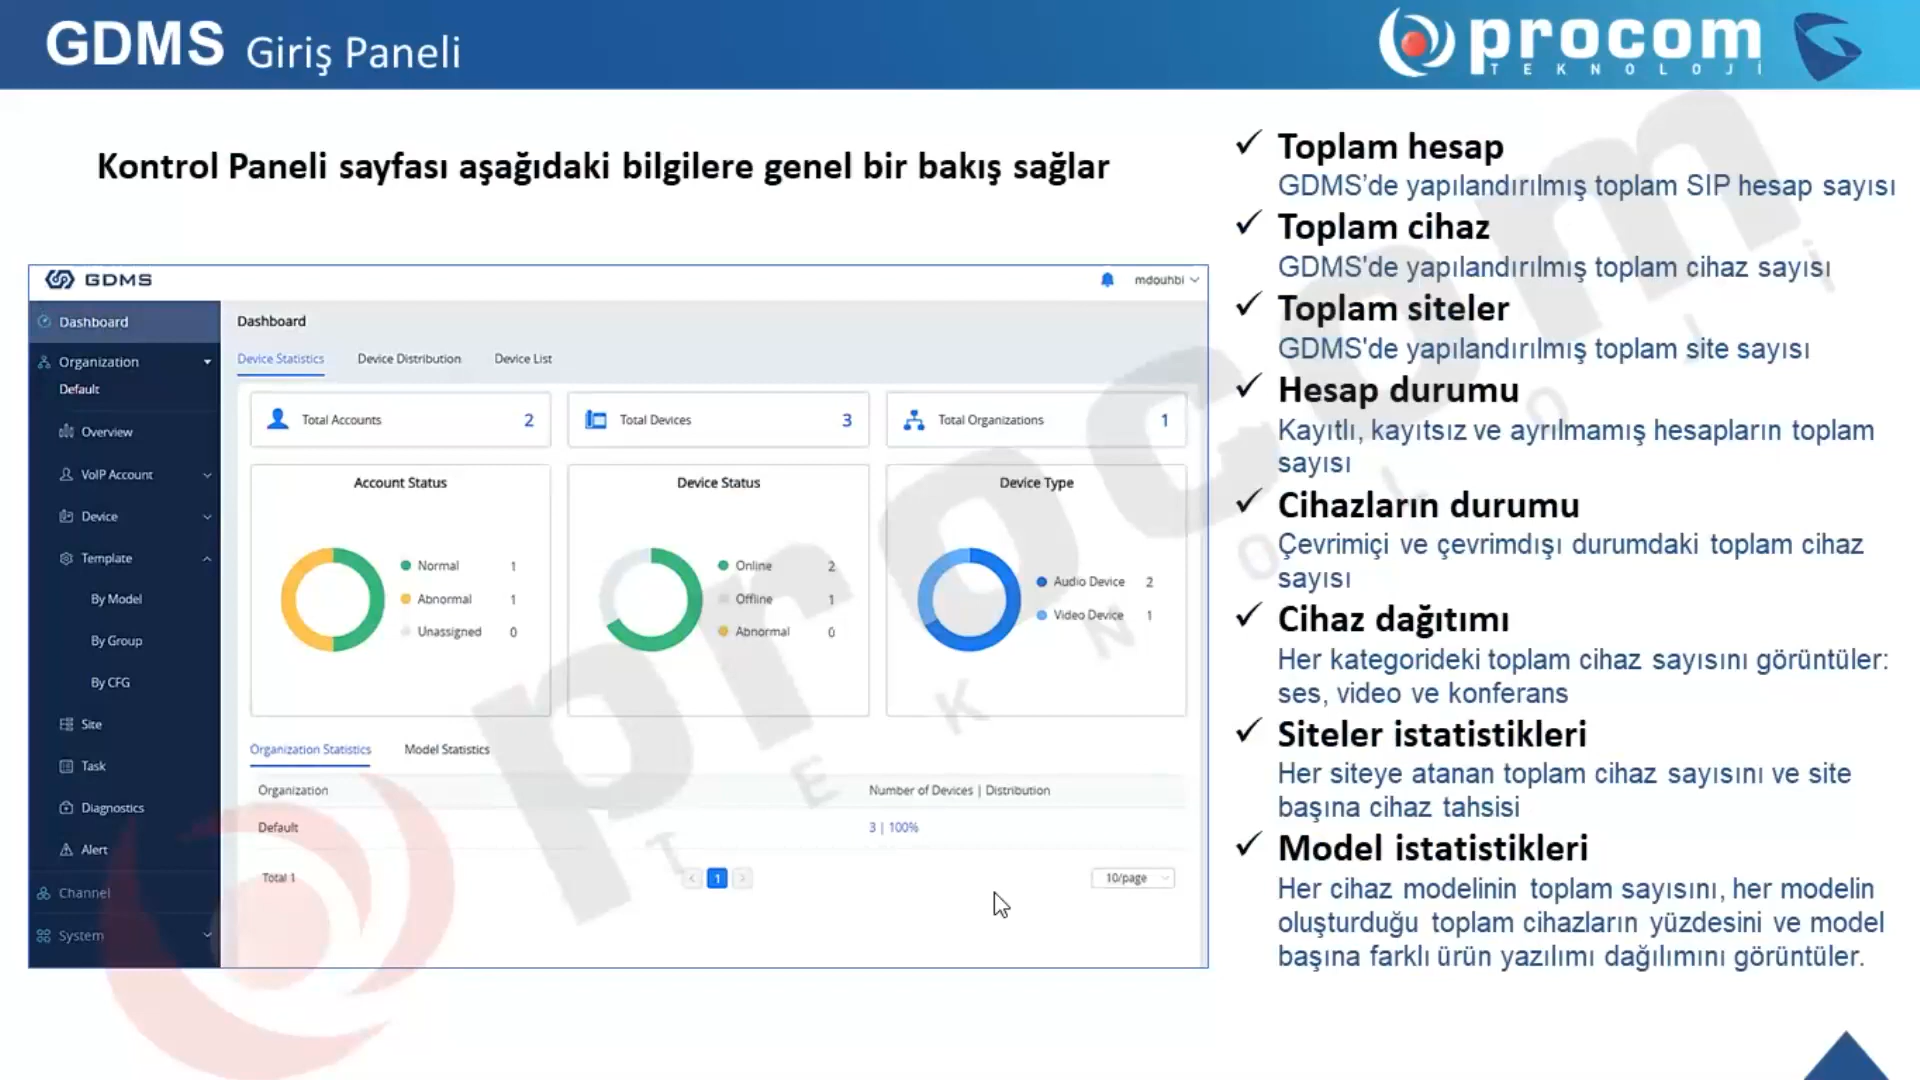 GDMS Giriş Paneli
procom
TEKNOLOJİ
Kontrol Paneli sayfası aşağıdaki bilgilere genel bir bakış sağlar
GDMS
mdouhbi
Dashboard
Organization
Default
Overview
VoIP Account
Device
Template
By Model
By Group
By CFG
Site
Task
Diagnostics
Alert
Channel
System
Dashboard
Device Statistics Device Distribution Device List
Total Accounts 2 Total Devices 3 Total Organizations 1
Account Status
Normal 1
Abnormal 1
Unassigned 0
Device Status
Online 2
Offline 1
Abnormal 0
Device Type
Audio Device 2
Video Device 1
Organization Statistics Model Statistics
Organization Number of Devices | Distribution
Default 3 | 100%
Total 1 < 1 > 10/page
✓ Toplam hesap
GDMS’de yapılandırılmış toplam SIP hesap sayısı
✓ Toplam cihaz
GDMS'de yapılandırılmış toplam cihaz sayısı
✓ Toplam siteler
GDMS'de yapılandırılmış toplam site sayısı
✓ Hesap durumu
Kayıtlı, kayıtsız ve ayrılmamış hesapların toplam
sayısı
✓ Cihazların durumu
Çevrimiçi ve çevrimdışı durumdaki toplam cihaz
sayısı
✓ Cihaz dağıtımı
Her kategorideki toplam cihaz sayısını görüntüler:
ses, video ve konferans
✓ Siteler istatistikleri
Her siteye atanan toplam cihaz sayısını ve site
başına cihaz tahsisi
✓ Model istatistikleri
Her cihaz modelinin toplam sayısını, her modelin
oluşturduğu toplam cihazların yüzdesini ve model
başına farklı ürün yazılımı dağılımını görüntüler.
procom
TEKNOLOJİ